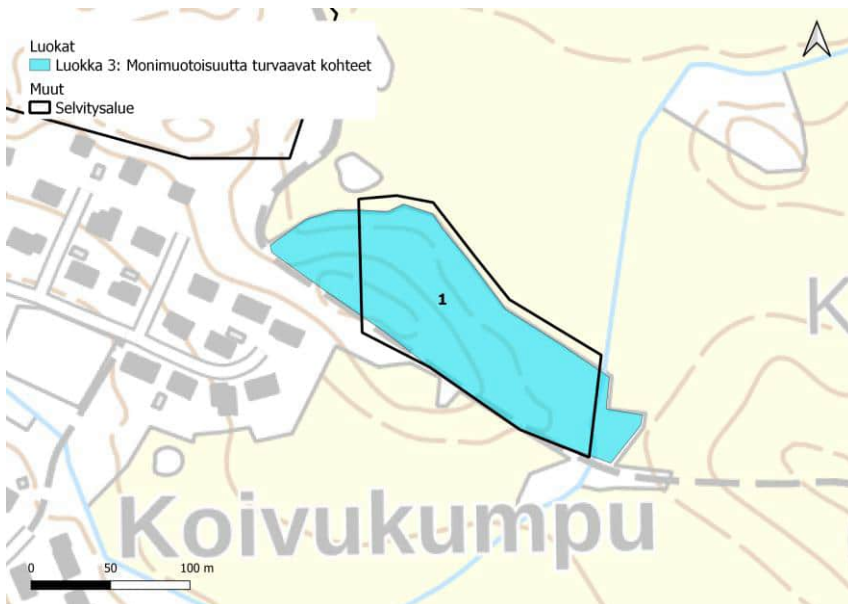 Luokat
Luokka 3: Monimuotoisuutta turvaavat kohteet
Muut
Selvitysalue
1
K
Koivukumpu
0 50 100 m